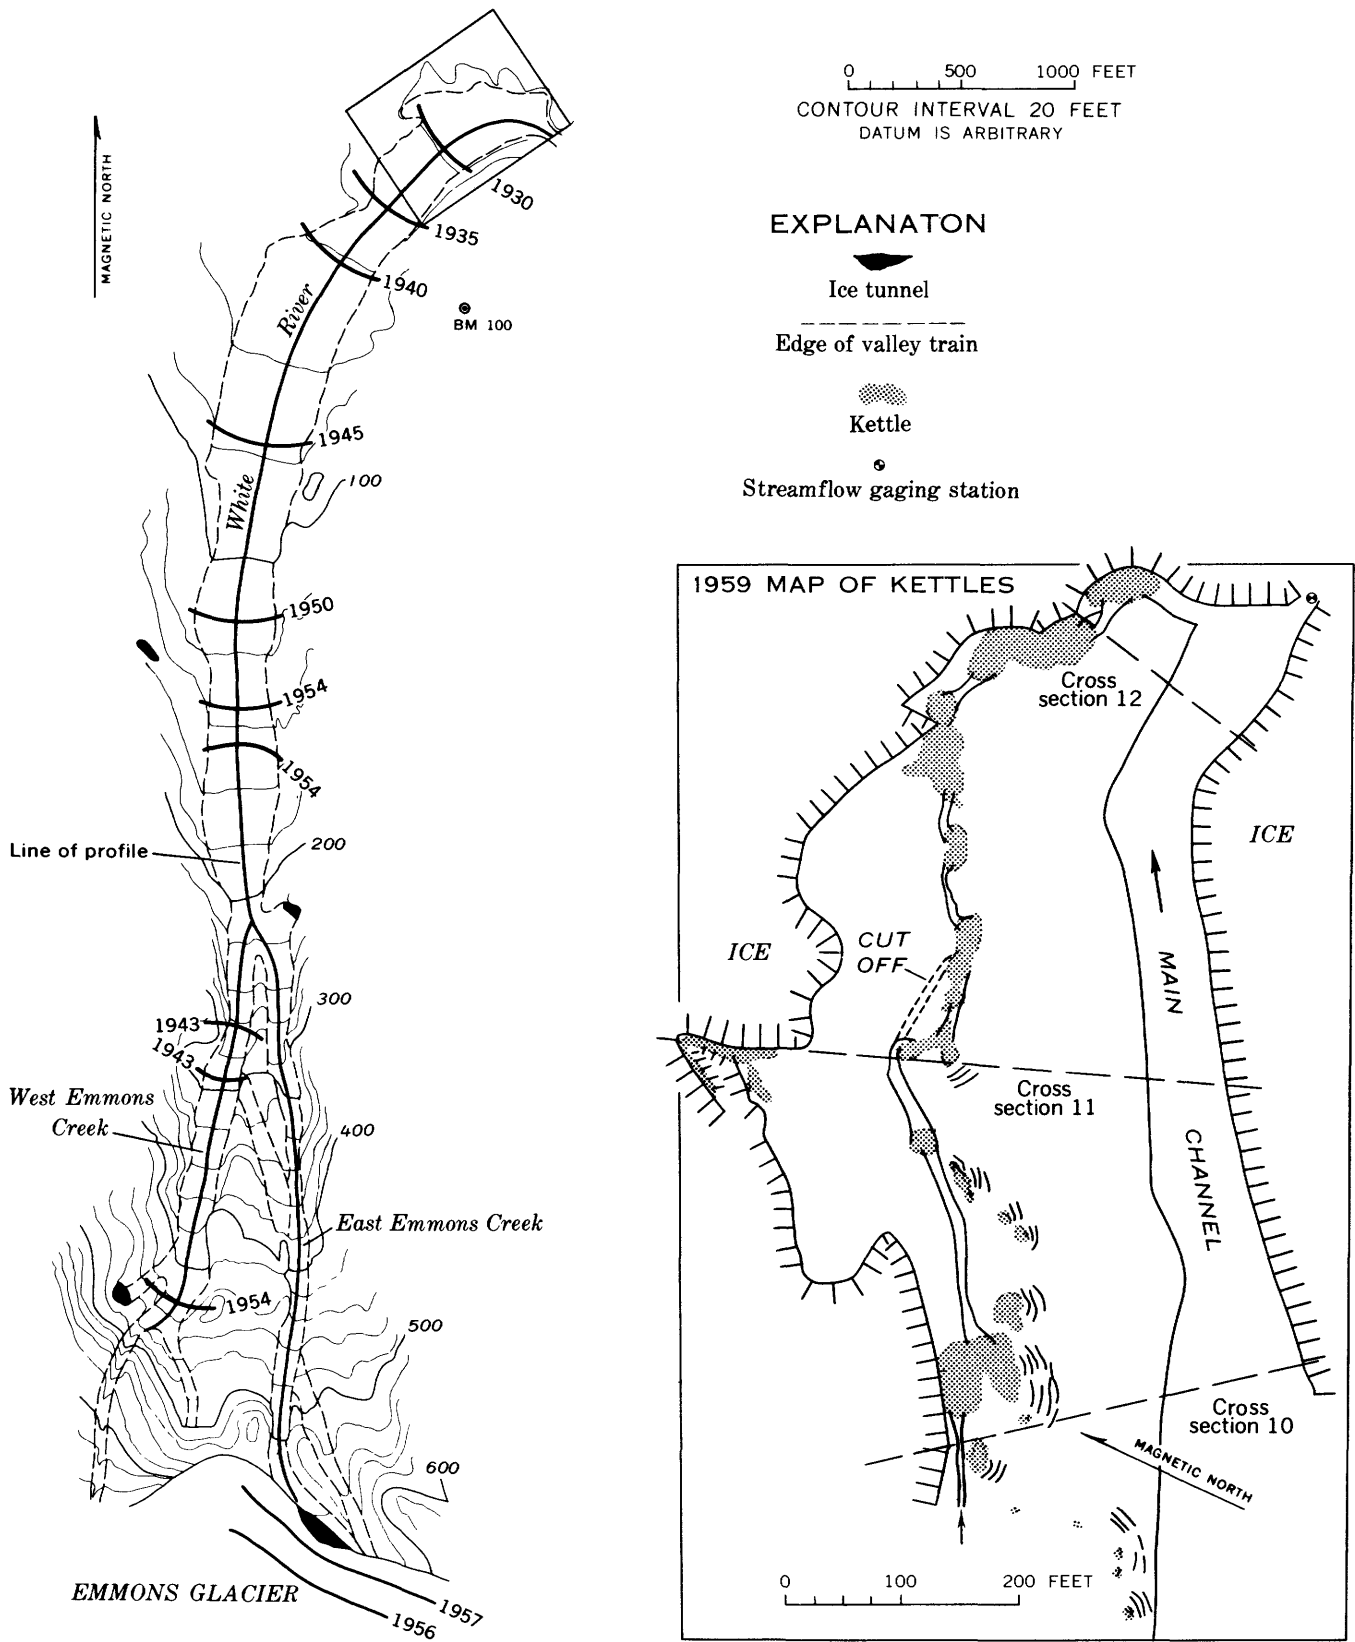 0 500 1000 FEET
CONTOUR INTERVAL 20 FEET
DATUM IS ARBITRARY
EXPLANATON
Ice tunnel
Edge of valley train
Kettle
Streamflow gaging station
MAGNETIC NORTH
1930
1935
1940
BM 100
River
1945
100
White
1950
1954
1954
Line of profile
200
300
1943
1943
West Emmons
Creek
400
East Emmons Creek
1954
500
600
EMMONS GLACIER
1957
1956
1959 MAP OF KETTLES
Cross
section 12
ICE
ICE
CUT
OFF
MAIN
CHANNEL
Cross
section 11
Cross
section 10
MAGNETIC NORTH
0 100 200 FEET